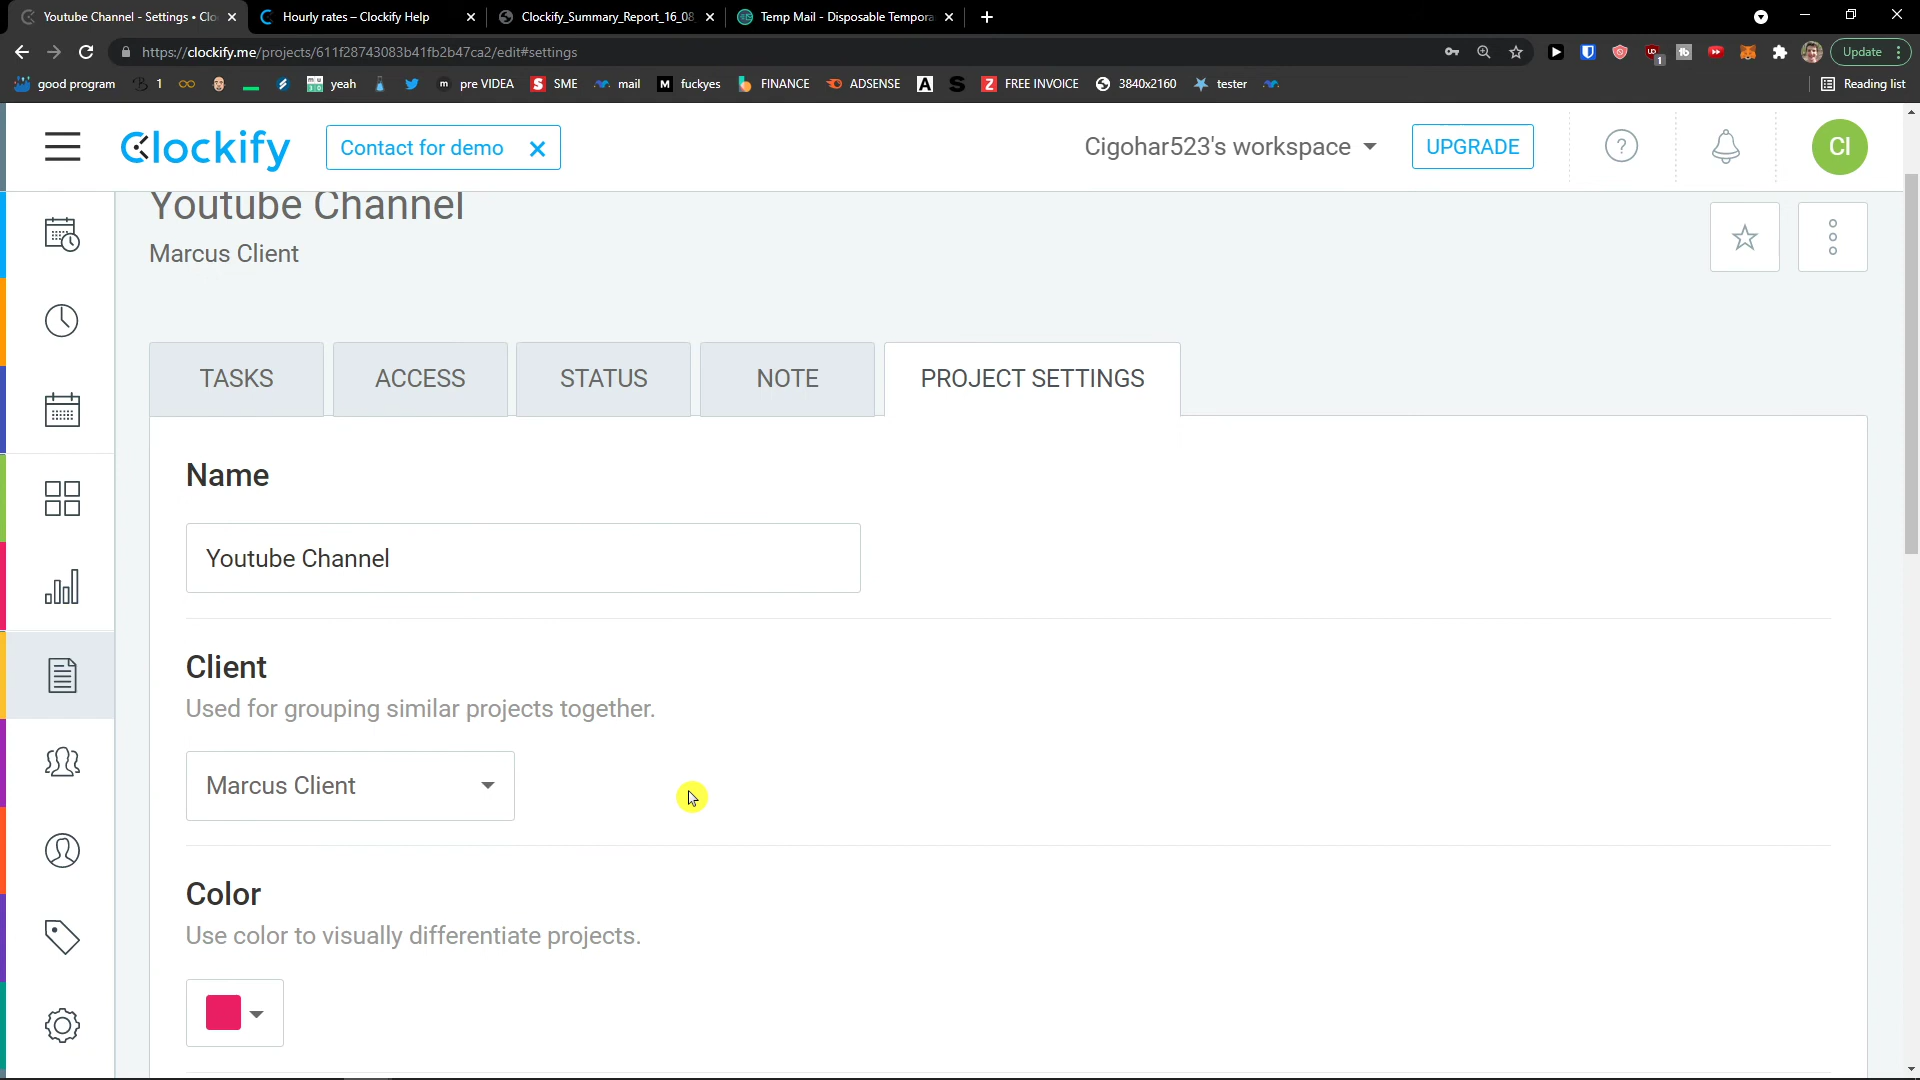 Youtube Channel - Settings • Clo
Hourly rates – Clockify Help
Clockify_Summary_Report_16_08
Temp Mail - Disposable Tempora
https://clockify.me/projects/611f28743083b41fb2b47ca2/edit#settings
Update
good program
1
yeah
pre VIDEA
SME
mail
fuckyes
FINANCE
ADSENSE
FREE INVOICE
3840x2160
tester
Reading list
Clockify
Contact for demo
Cigohar523's workspace
UPGRADE
CI
Youtube Channel
Marcus Client
TASKS
ACCESS
STATUS
NOTE
PROJECT SETTINGS
Name
Youtube Channel
Client
Used for grouping similar projects together.
Marcus Client
Color
Use color to visually differentiate projects.